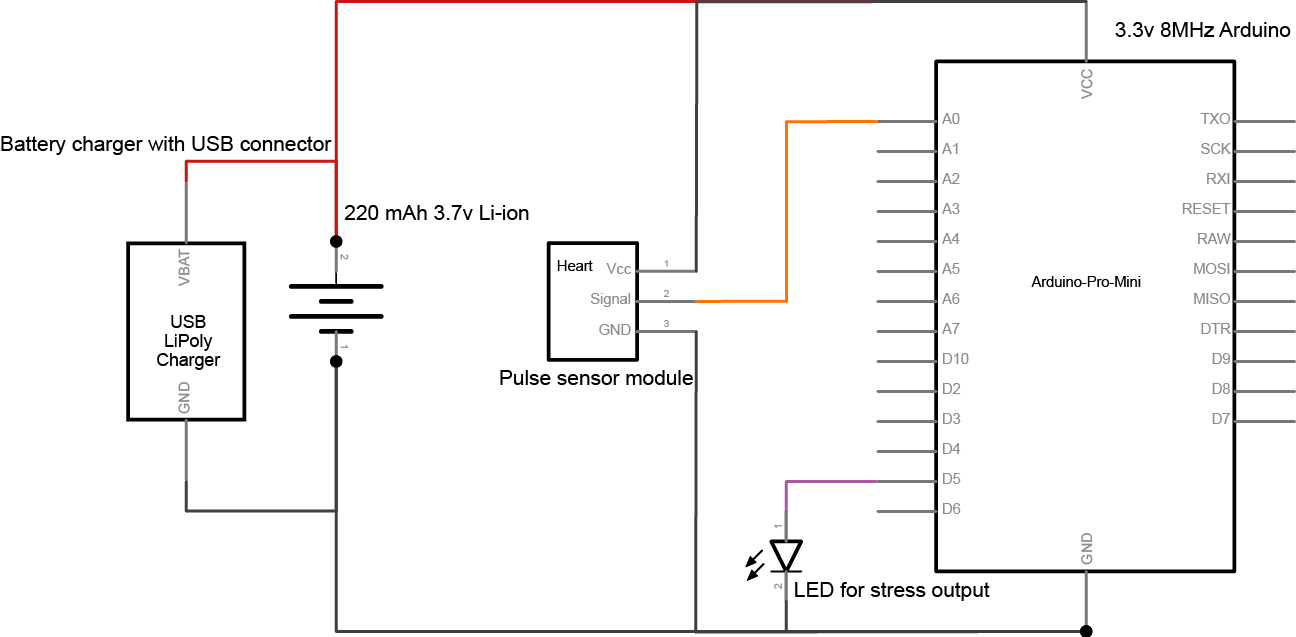 3.3v 8MHz Arduino
VCC
Battery charger with USB connector
220 mAh 3.7v Li-ion
VBAT
USB
LiPoly
Charger
GND
2
1
Heart
Vcc
1
Signal
2
GND
3
Pulse sensor module
A0
A1
A2
A3
A4
A5
A6
A7
D10
D2
D3
D4
D5
D6
Arduino-Pro-Mini
TXO
SCK
RXI
RESET
RAW
MOSI
MISO
DTR
D9
D8
D7
GND
1
2
LED for stress output